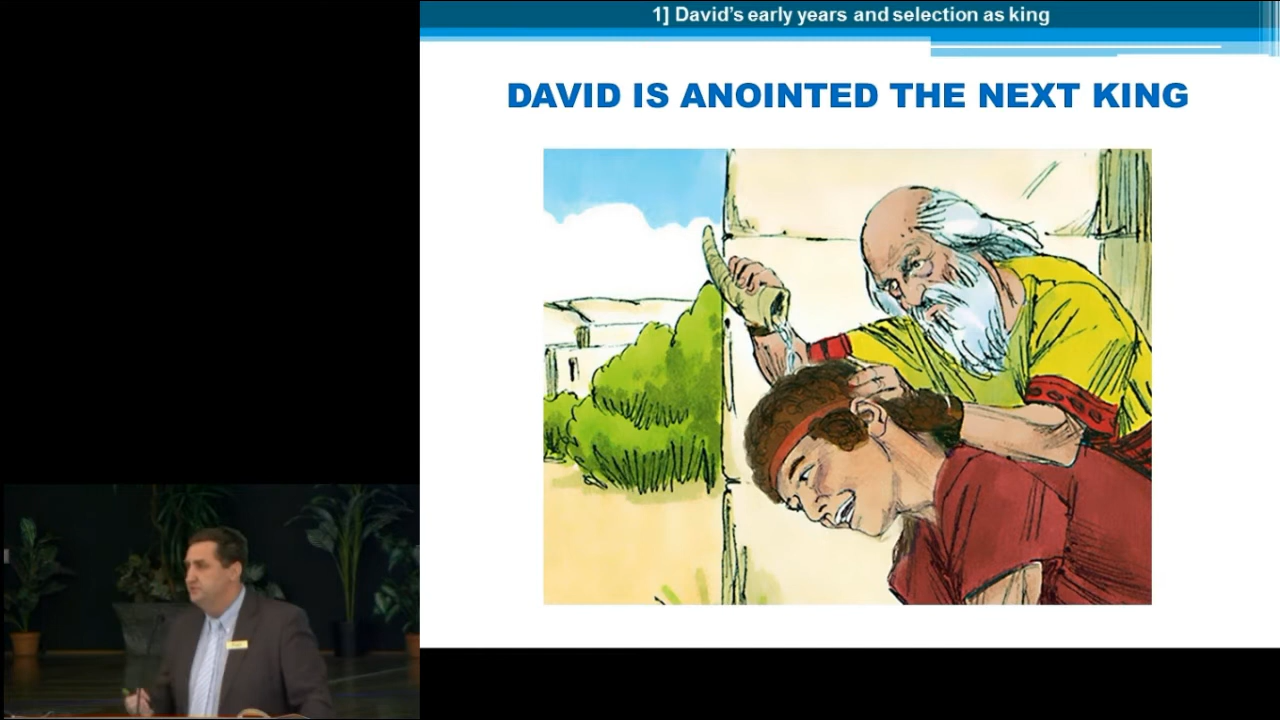 1] David's early years and selection as king
DAVID IS ANOINTED THE NEXT KING